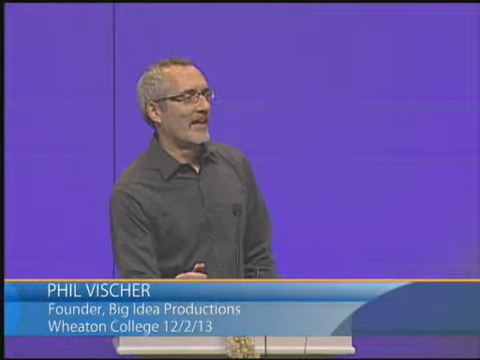 PHIL VISCHER
Founder, Big Idea Productions
Wheaton College 12/2/13